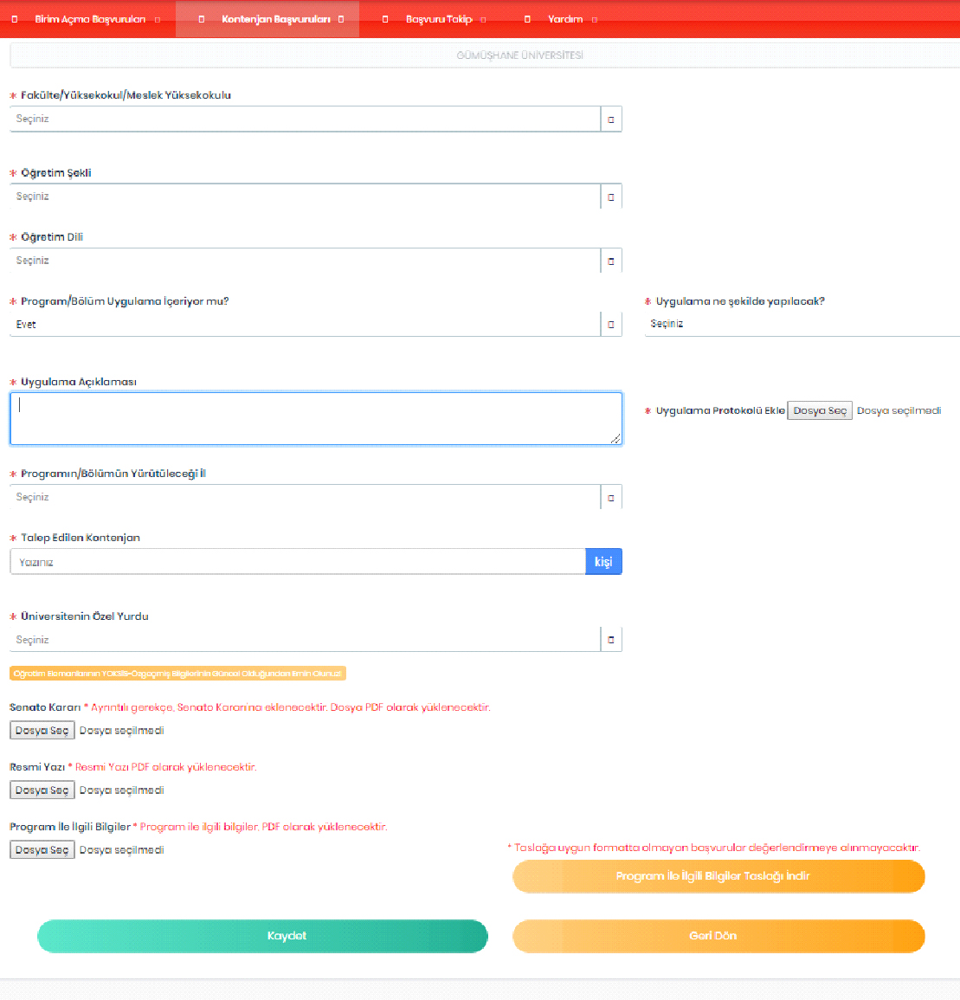 Birim Açma Başvuruları Kontenjan Başvuruları Başvuru Takip Yardım
GÜMÜŞHANE ÜNİVERSİTESİ
* Fakülte/Yüksekokul/Meslek Yüksekokulu
Seçiniz
* Öğretim Şekli
Seçiniz
* Öğretim Dili
Seçiniz
* Program/Bölüm Uygulama İçeriyor mu? * Uygulama ne şekilde yapılacak?
Evet Seçiniz
* Uygulama Açıklaması
* Uygulama Protokolü Ekle Dosya Seç Dosya seçilmedi
* Programın/Bölümün Yürütüleceği İl
Seçiniz
* Talep Edilen Kontenjan
Yazınız kişi
* Üniversitenin Özel Yurdu
Seçiniz
Öğretim Elemanlarının YÖKSİS-Özgeçmiş Bilgilerinin Güncel Olduğundan Emin Olunuz!
Senato Kararı * Ayrıntılı gerekçe, Senato Kararına eklenecektir. Dosya PDF olarak yüklenecektir.
Dosya Seç Dosya seçilmedi
Resmi Yazı * Resmi Yazı PDF olarak yüklenecektir.
Dosya Seç Dosya seçilmedi
Program İle İlgili Bilgiler * Program ile ilgili bilgiler, PDF olarak yüklenecektir.
Dosya Seç Dosya seçilmedi
* Taslağa uygun formatta olmayan başvurular değerlendirmeye alınmayacaktır.
Program İle İlgili Bilgiler Taslağı İndir
Kaydet Geri Dön